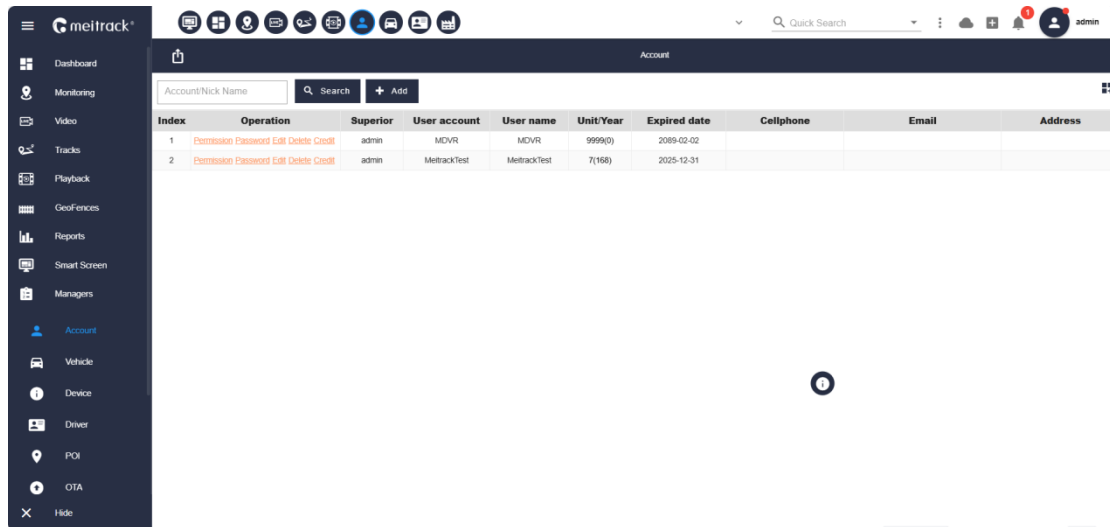 meitrack®
Quick Search
1
admin
Dashboard
Monitoring
Video
Tracks
Playback
GeoFences
Reports
Smart Screen
Managers
Account
Vehicle
Device
Driver
POI
OTA
Hide
Account
Account/Nick Name
Search
Add
Index Operation Superior User account User name Unit/Year Expired date Cellphone Email Address
1 Permission Password Edit Delete Credit admin MDVR MDVR 9999(0) 2089-02-02
2 Permission Password Edit Delete Credit admin MeitrackTest MeitrackTest 7(168) 2025-12-31